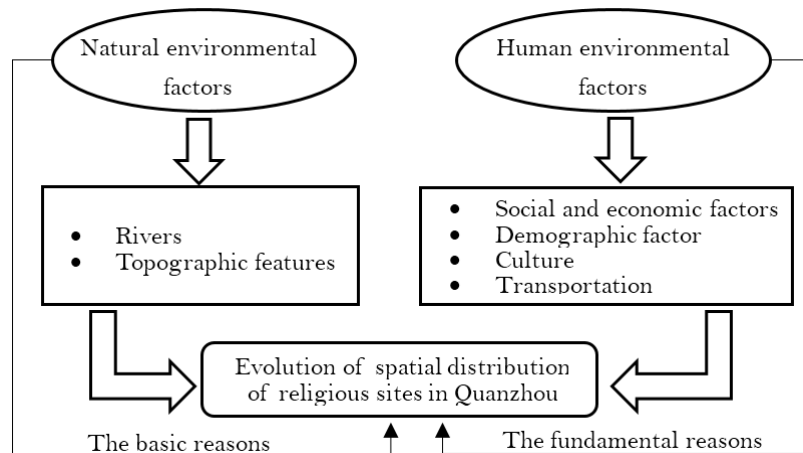 Natural environmental
factors
Human environmental
factors
• Rivers
• Topographic features
• Social and economic factors
• Demographic factor
• Culture
• Transportation
Evolution of spatial distribution
of religious sites in Quanzhou
The basic reasons
The fundamental reasons